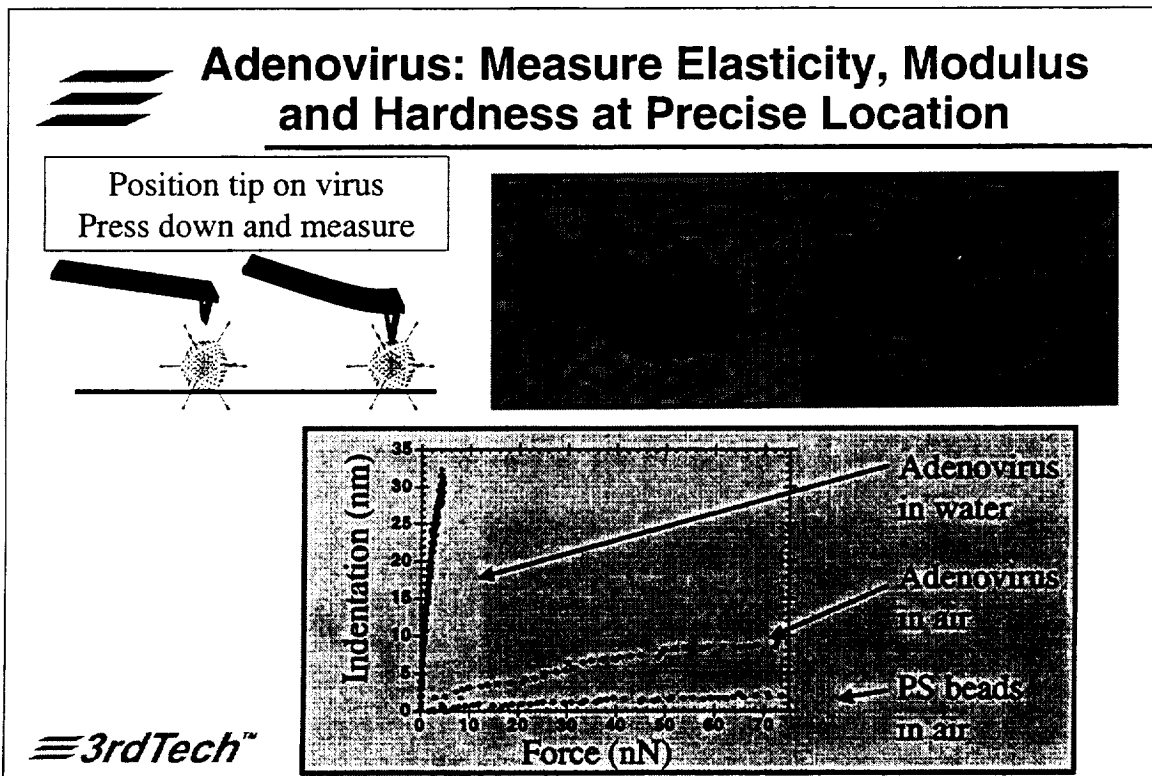 Adenovirus: Measure Elasticity, Modulus
and Hardness at Precise Location
Position tip on virus
Press down and measure
35
30
25
20
15
10
5
0
Indentation (nm)
0 10 20 30 40 50 60 70
Force (nN)
Adenovirus
in water
Adenovirus
in air
PS beads
in air
3rdTech™